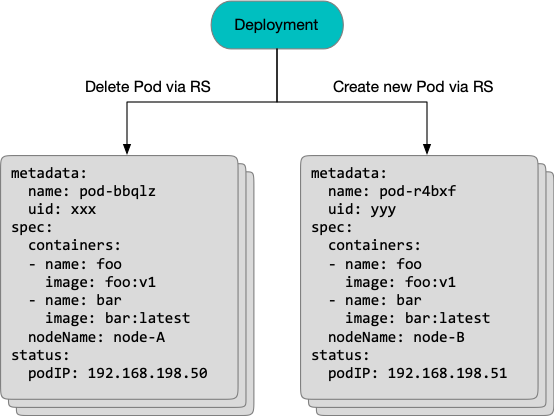 Deployment
Delete Pod via RS
Create new Pod via RS
metadata:
  name: pod-bbqlz
  uid: xxx
spec:
  containers:
  - name: foo
    image: foo:v1
  - name: bar
    image: bar:latest
  nodeName: node-A
status:
  podIP: 192.168.198.50
metadata:
  name: pod-r4bxf
  uid: yyy
spec:
  containers:
  - name: foo
    image: foo:v1
  - name: bar
    image: bar:latest
  nodeName: node-B
status:
  podIP: 192.168.198.51